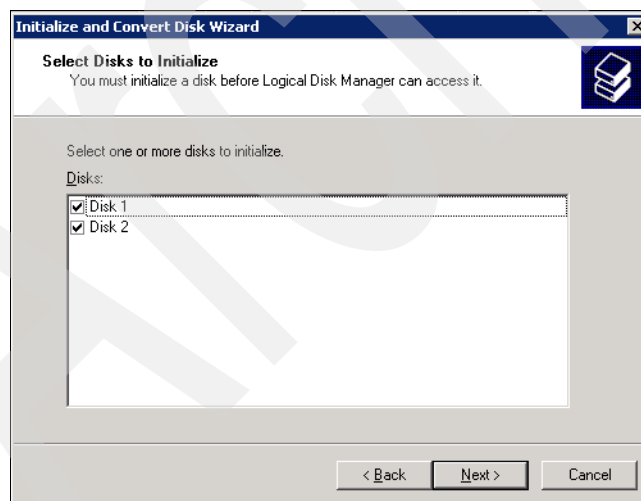 Initialize and Convert Disk Wizard
Select Disks to Initialize
You must initialize a disk before Logical Disk Manager can access it.
Select one or more disks to initialize.
Disks:
Disk 1
Disk 2
< Back Next > Cancel